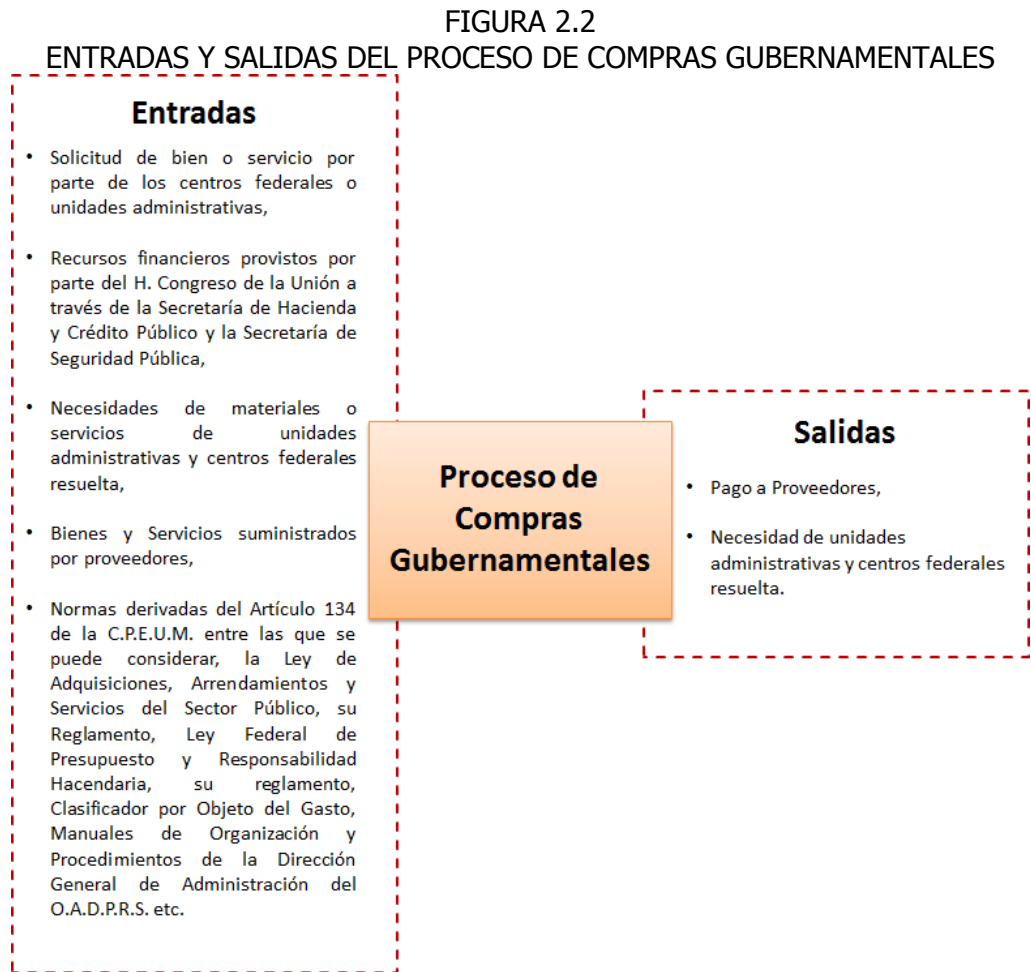 FIGURA 2.2
ENTRADAS Y SALIDAS DEL PROCESO DE COMPRAS GUBERNAMENTALES
Entradas
• Solicitud de bien o servicio por
parte de los centros federales o
unidades administrativas,
• Recursos financieros provistos por
parte del H. Congreso de la Unión a
través de la Secretaría de Hacienda
y Crédito Público y la Secretaría de
Seguridad Pública,
• Necesidades de materiales o
servicios de unidades
administrativas y centros federales
resuelta,
• Bienes y Servicios suministrados
por proveedores,
• Normas derivadas del Artículo 134
de la C.P.E.U.M. entre las que se
puede considerar, la Ley de
Adquisiciones, Arrendamientos y
Servicios del Sector Público, su
Reglamento, Ley Federal de
Presupuesto y Responsabilidad
Hacendaria, su reglamento,
Clasificador por Objeto del Gasto,
Manuales de Organización y
Procedimientos de la Dirección
General de Administración del
O.A.D.P.R.S. etc.
Proceso de
Compras
Gubernamentales
Salidas
• Pago a Proveedores,
• Necesidad de unidades
administrativas y centros federales
resuelta.